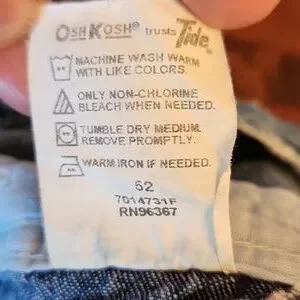 OSHKOSH® trusts Tide
MACHINE WASH WARM
WITH LIKE COLORS.
ONLY NON-CHLORINE
BLEACH WHEN NEEDED.
TUMBLE DRY MEDIUM.
REMOVE PROMPTLY.
WARM IRON IF NEEDED.
52
7014731F
RN96367